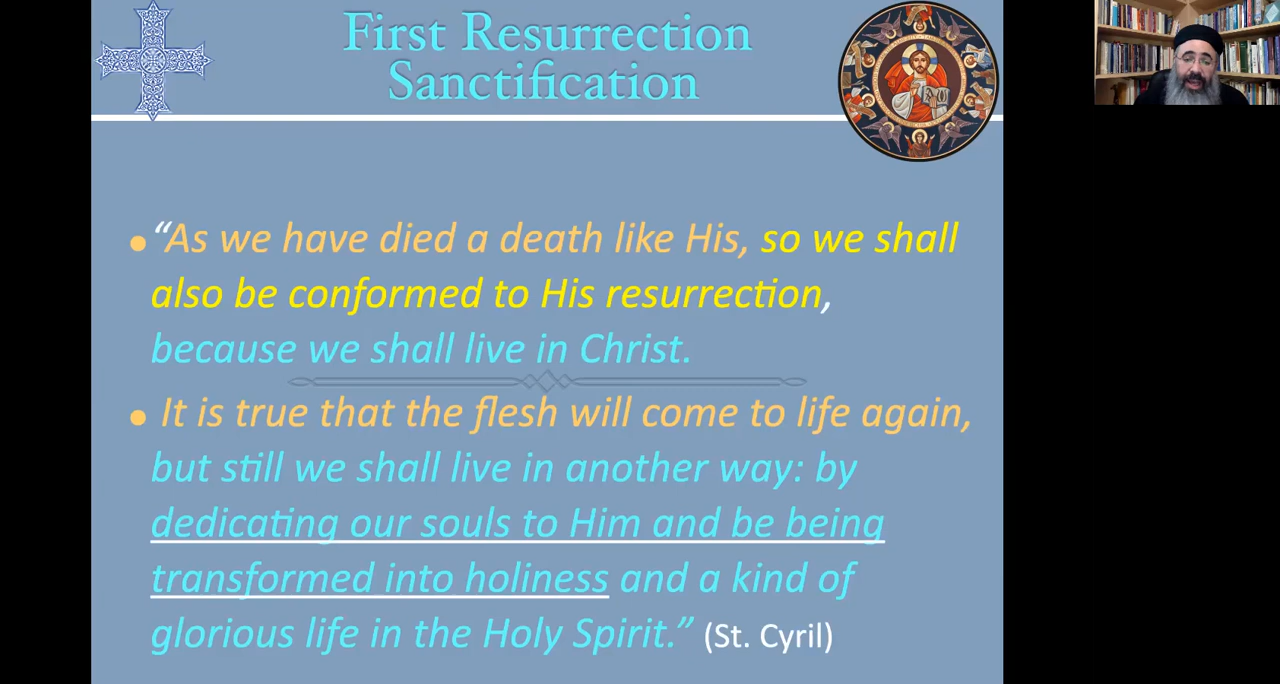 First Resurrection
Sanctification
• “As we have died a death like His, so we shall
also be conformed to His resurrection,
because we shall live in Christ.
• It is true that the flesh will come to life again,
but still we shall live in another way: by
dedicating our souls to Him and be being
transformed into holiness and a kind of
glorious life in the Holy Spirit.” (St. Cyril)